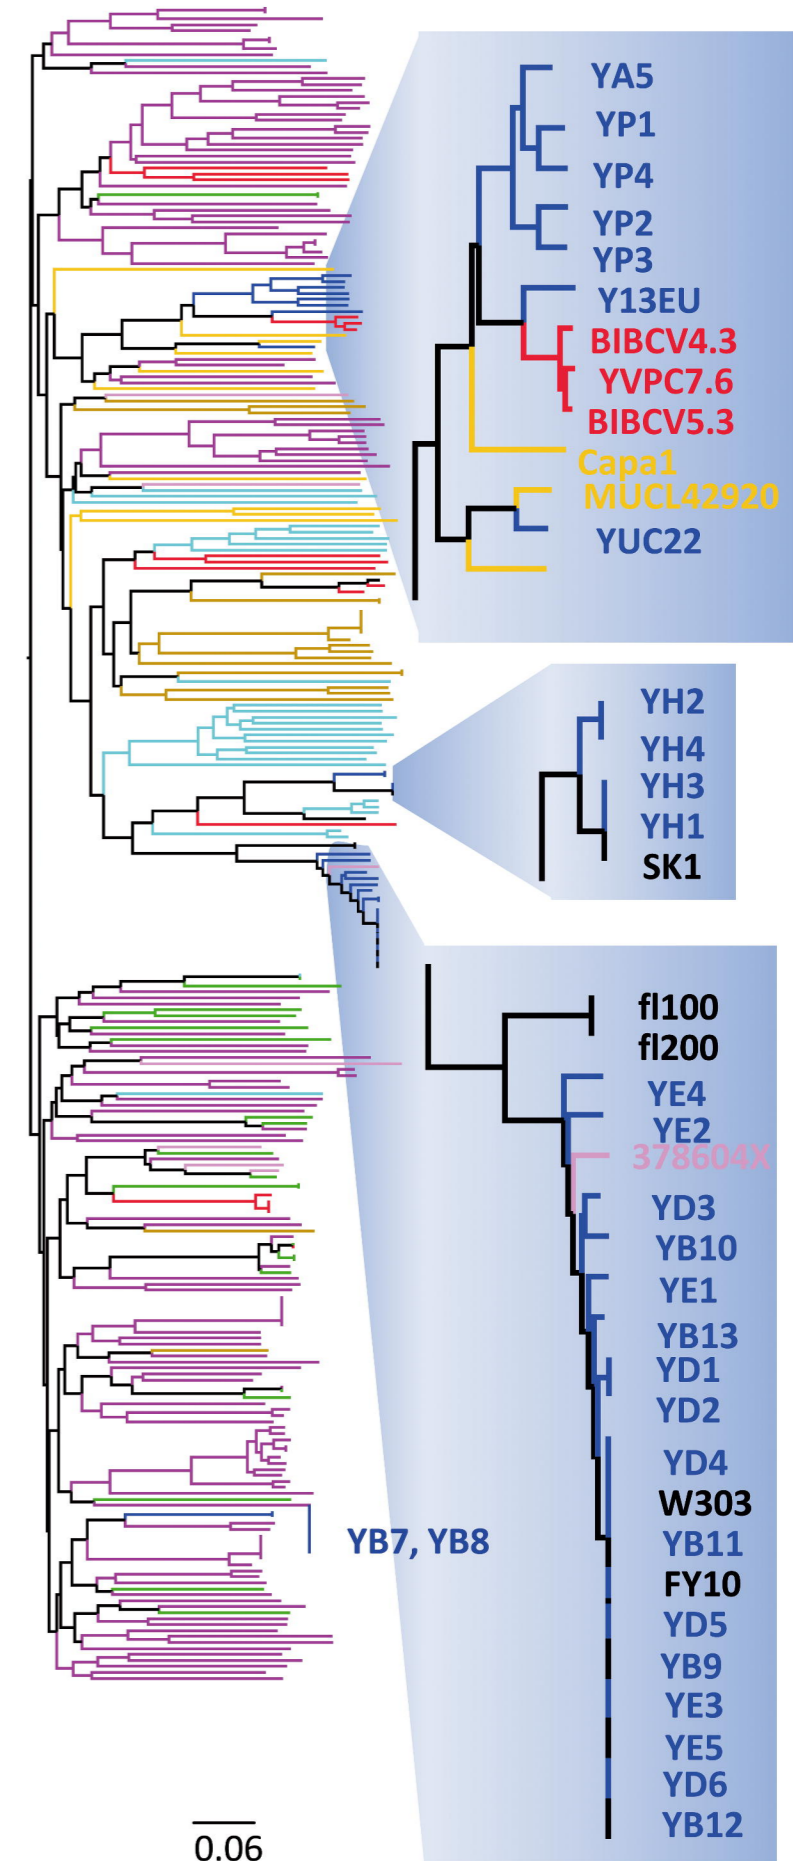 YA5
YP1
YP4
YP2
YP3
Y13EU
BIBCV4.3
YVPC7.6
BIBCV5.3
Capa1
MUCL42920
YUC22
YH2
YH4
YH3
YH1
SK1
fl100
fl200
YE4
YE2
378604X
YD3
YB10
YE1
YB13
YD1
YD2
YD4
W303
YB7, YB8
YB11
FY10
YD5
YB9
YE3
YE5
YD6
YB12
0.06